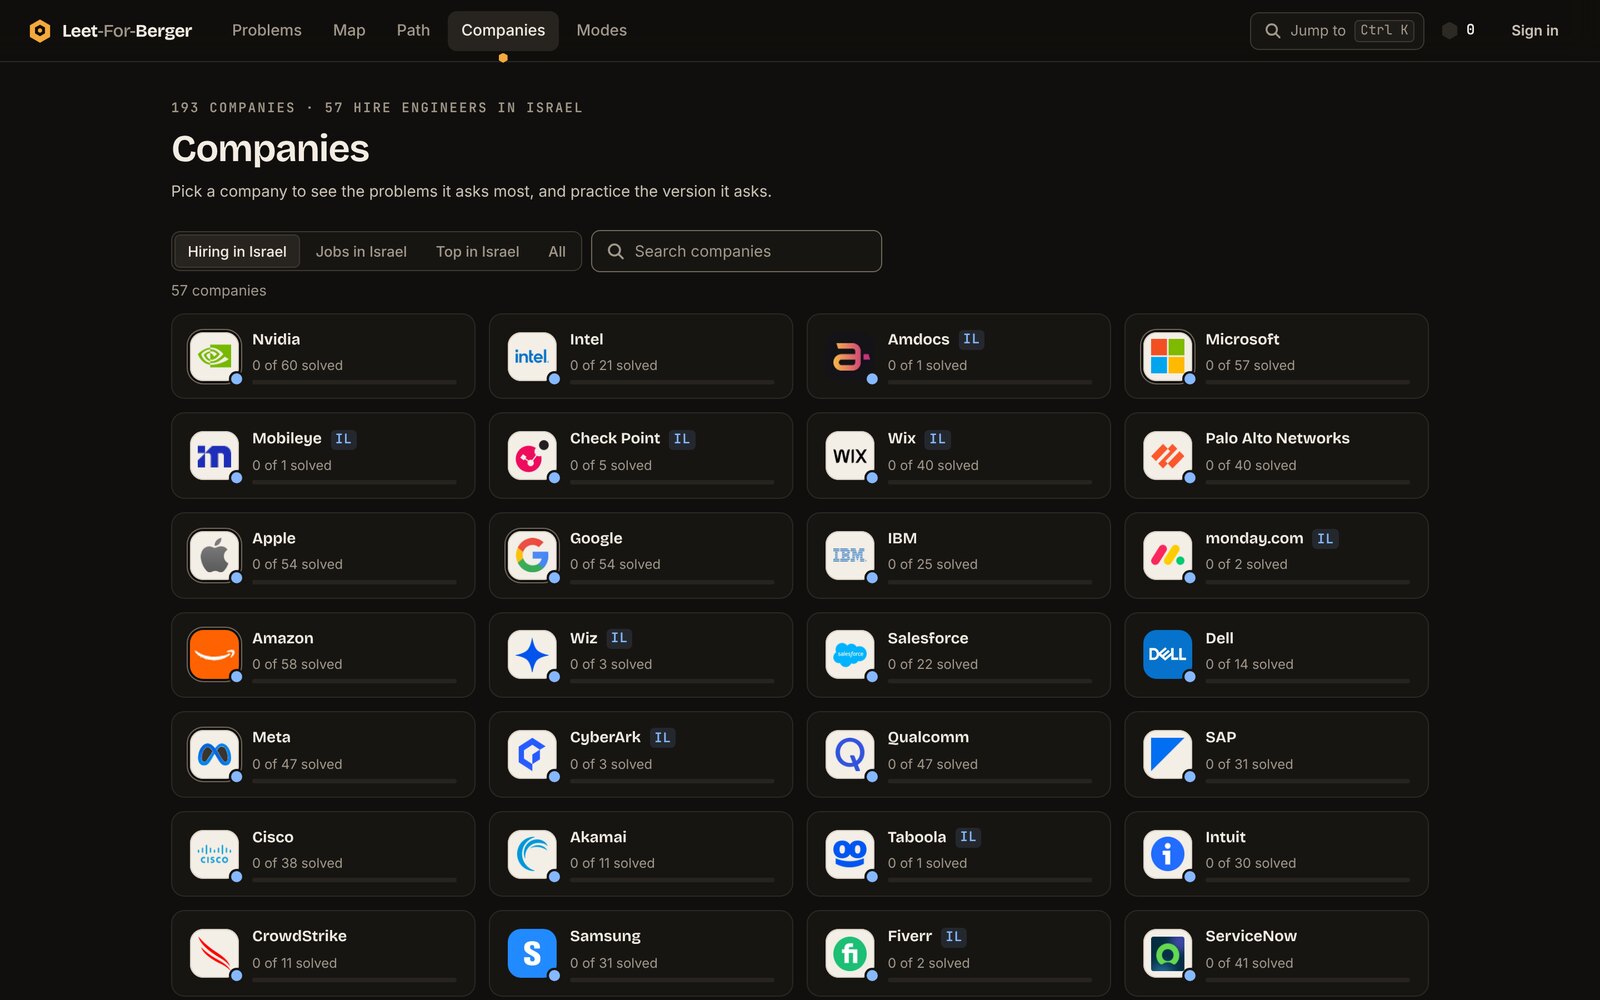 Leet-For-Berger Problems Map Path Companies Modes Jump to Ctrl K 0 Sign in
193 COMPANIES · 57 HIRE ENGINEERS IN ISRAEL
Companies
Pick a company to see the problems it asks most, and practice the version it asks.
Hiring in Israel Jobs in Israel Top in Israel All Search companies
57 companies
Nvidia
0 of 60 solved
intel
Intel
0 of 21 solved
Amdocs IL
0 of 1 solved
Microsoft
0 of 57 solved
Mobileye IL
0 of 1 solved
Check Point IL
0 of 5 solved
WIX
Wix IL
0 of 40 solved
Palo Alto Networks
0 of 40 solved
Apple
0 of 54 solved
Google
0 of 54 solved
IBM
IBM
0 of 25 solved
monday.com IL
0 of 2 solved
Amazon
0 of 58 solved
Wiz IL
0 of 3 solved
salesforce
Salesforce
0 of 22 solved
DELL
Dell
0 of 14 solved
Meta
0 of 47 solved
CyberArk IL
0 of 3 solved
Qualcomm
0 of 47 solved
SAP
0 of 31 solved
CISCO
Cisco
0 of 38 solved
Akamai
0 of 11 solved
Taboola IL
0 of 1 solved
Intuit
0 of 30 solved
CrowdStrike
0 of 11 solved
S
Samsung
0 of 31 solved
fi
Fiverr IL
0 of 2 solved
ServiceNow
0 of 41 solved